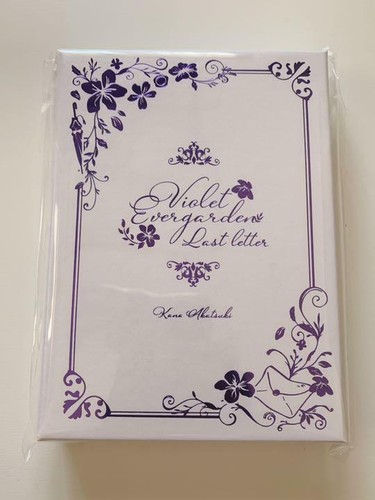 Violet
Evergarden
Last letter
Kana Akatsuki